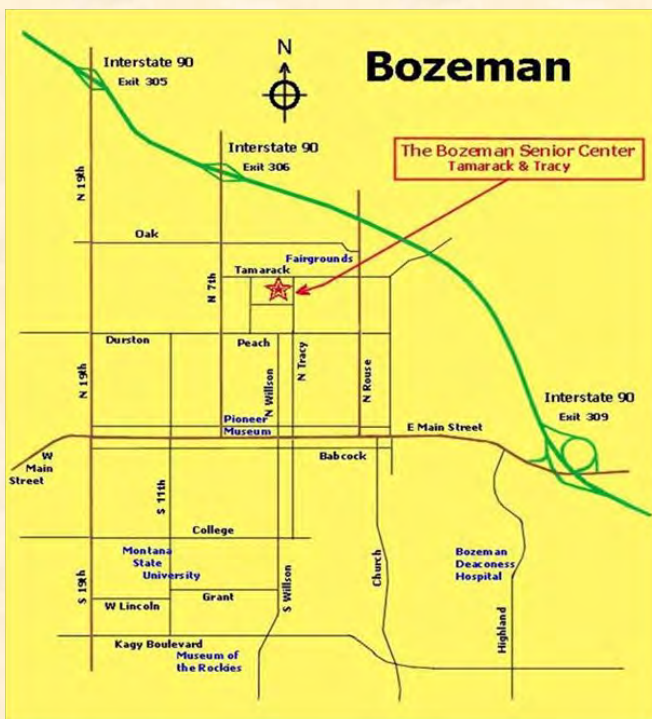 Bozeman
N
Interstate 90
Exit 305
Interstate 90
Exit 306
The Bozeman Senior Center
Tamarack & Tracy
N 19th
Oak
Fairgrounds
Tamarack
N 7th
Durston
Peach
N Willson
N Tracy
N Rouse
N 19th
Interstate 90
Exit 309
Pioneer
Museum
E Main Street
W
Main
Street
Babcock
S 11th
College
Montana
State
University
Bozeman
Deaconess
Hospital
Church
S 19th
W Lincoln
Grant
S Willson
Highland
Kagy Boulevard
Museum of
the Rockies